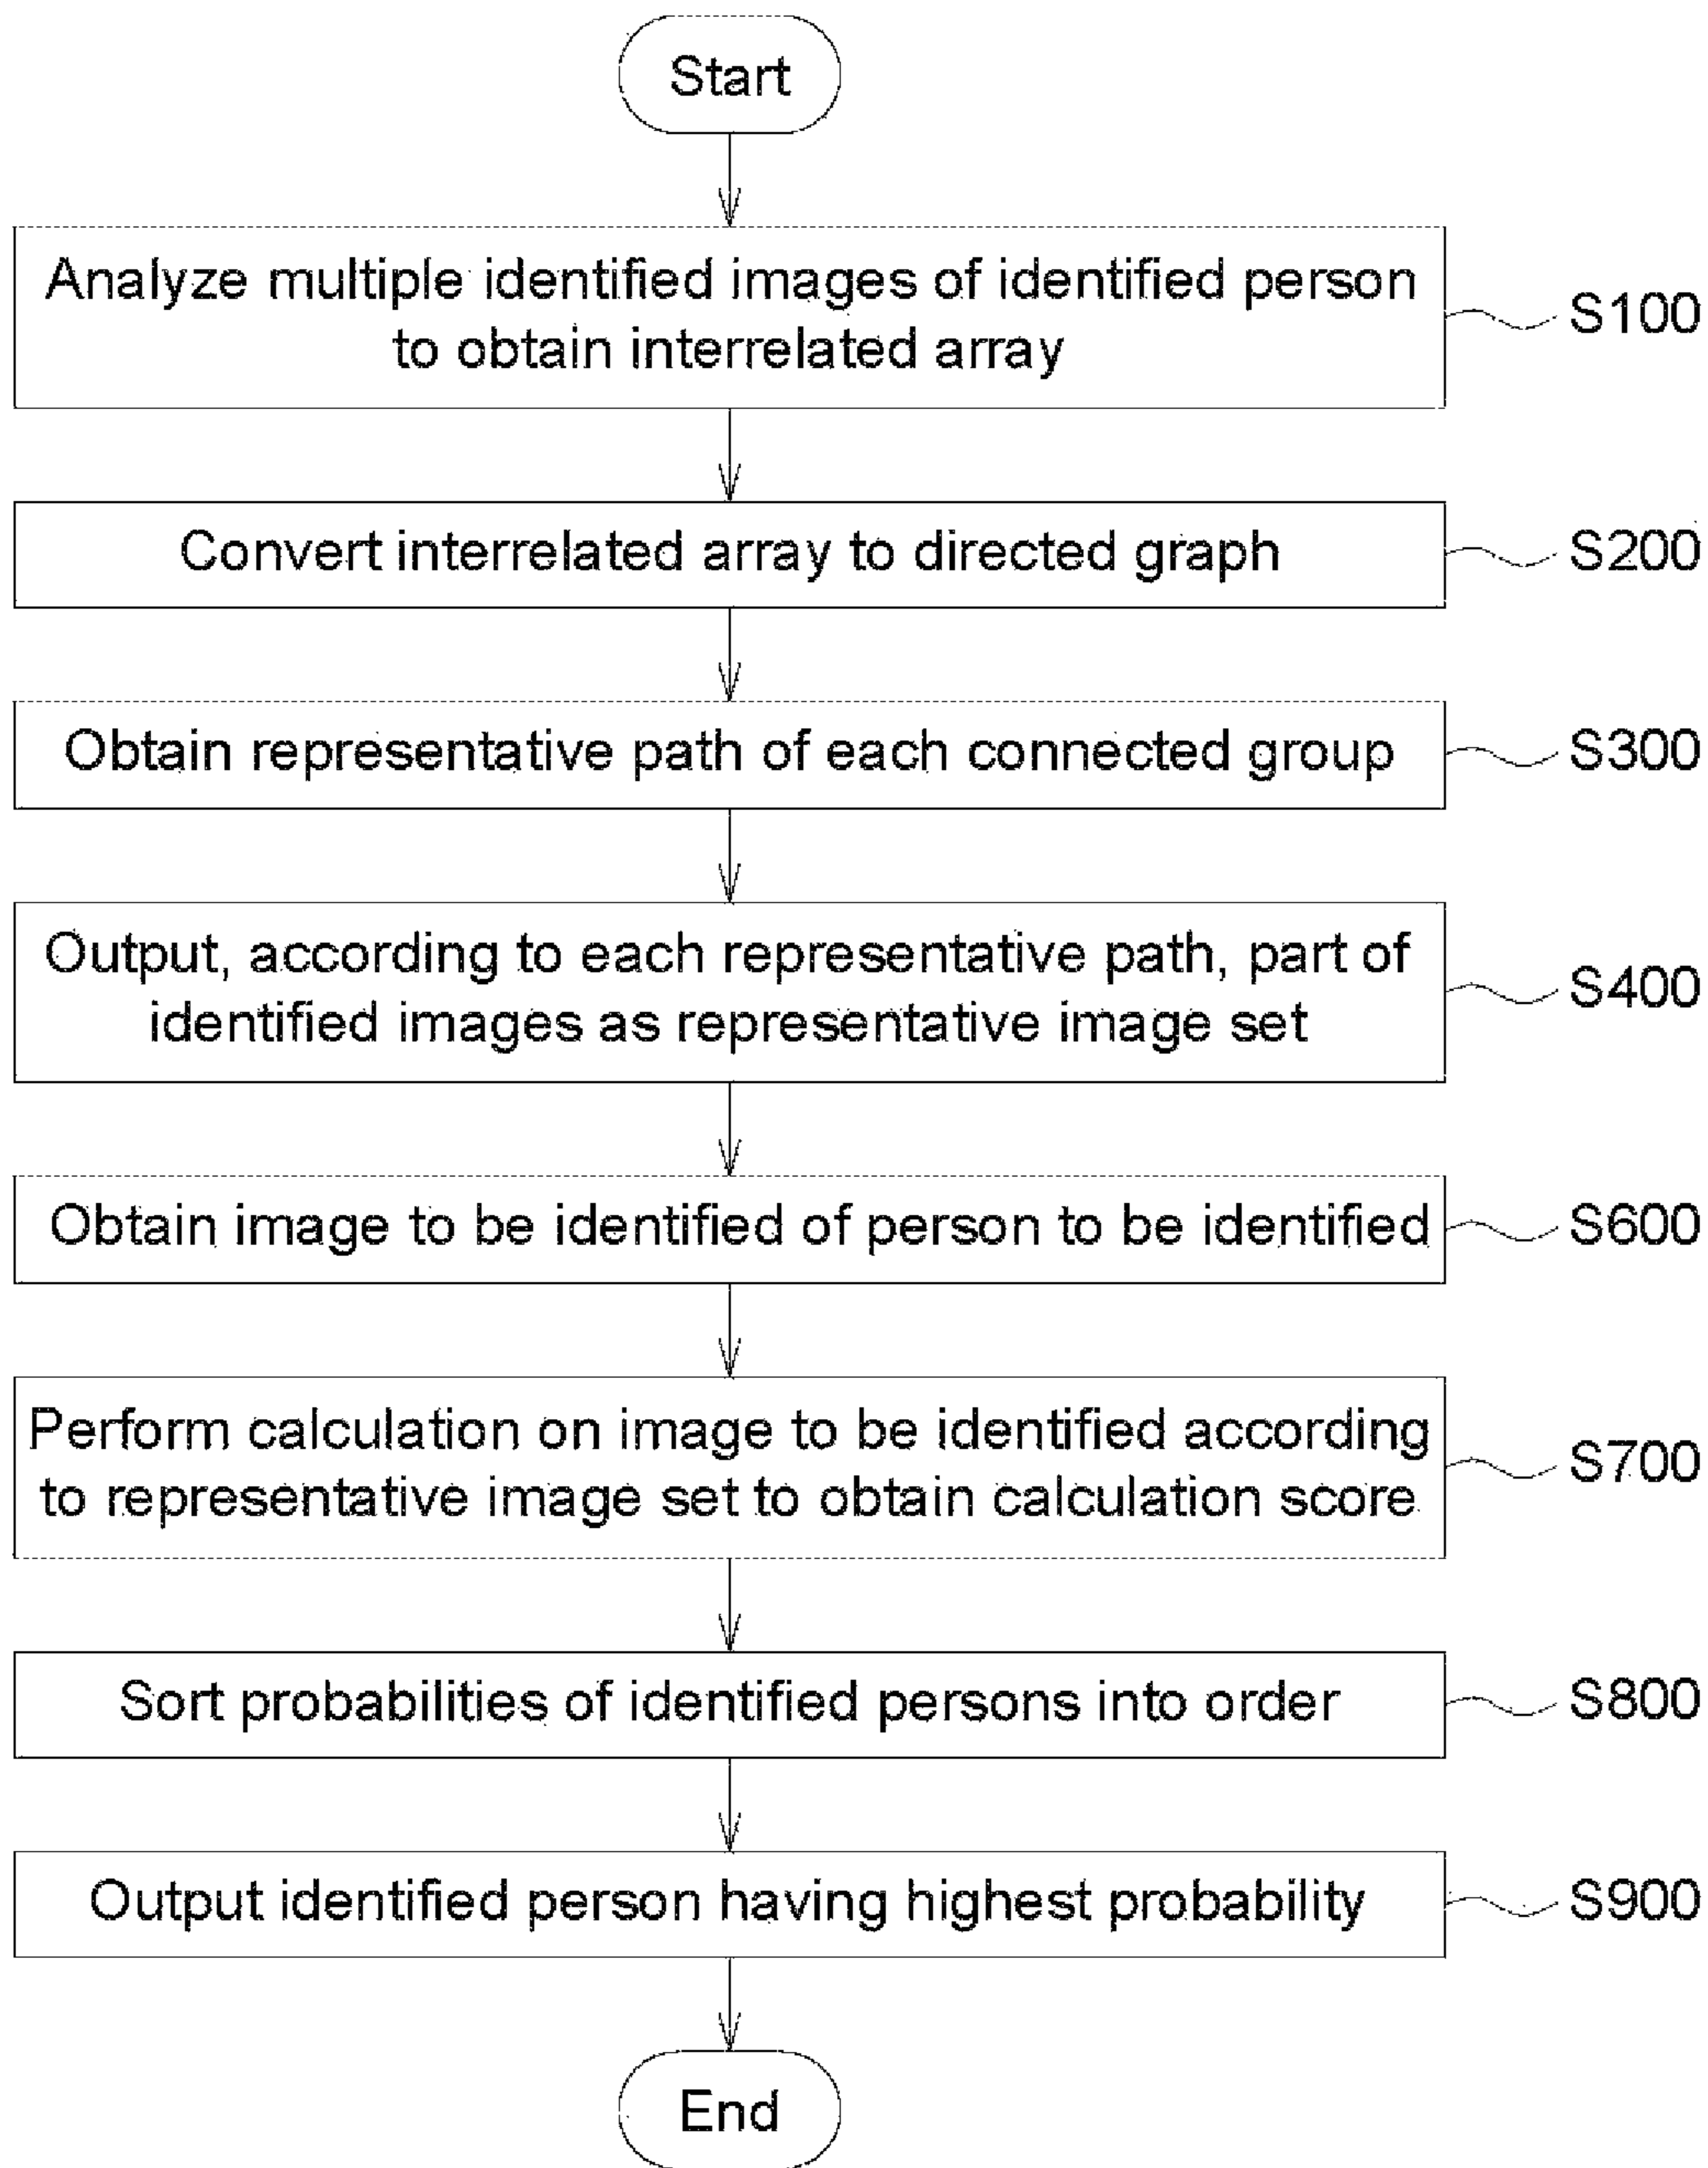 Start
Analyze multiple identified images of identified person
to obtain interrelated array
S100
Convert interrelated array to directed graph
S200
Obtain representative path of each connected group
S300
Output, according to each representative path, part of
identified images as representative image set
S400
Obtain image to be identified of person to be identified
S600
Perform calculation on image to be identified according
to representative image set to obtain calculation score
S700
Sort probabilities of identified persons into order
S800
Output identified person having highest probability
S900
End